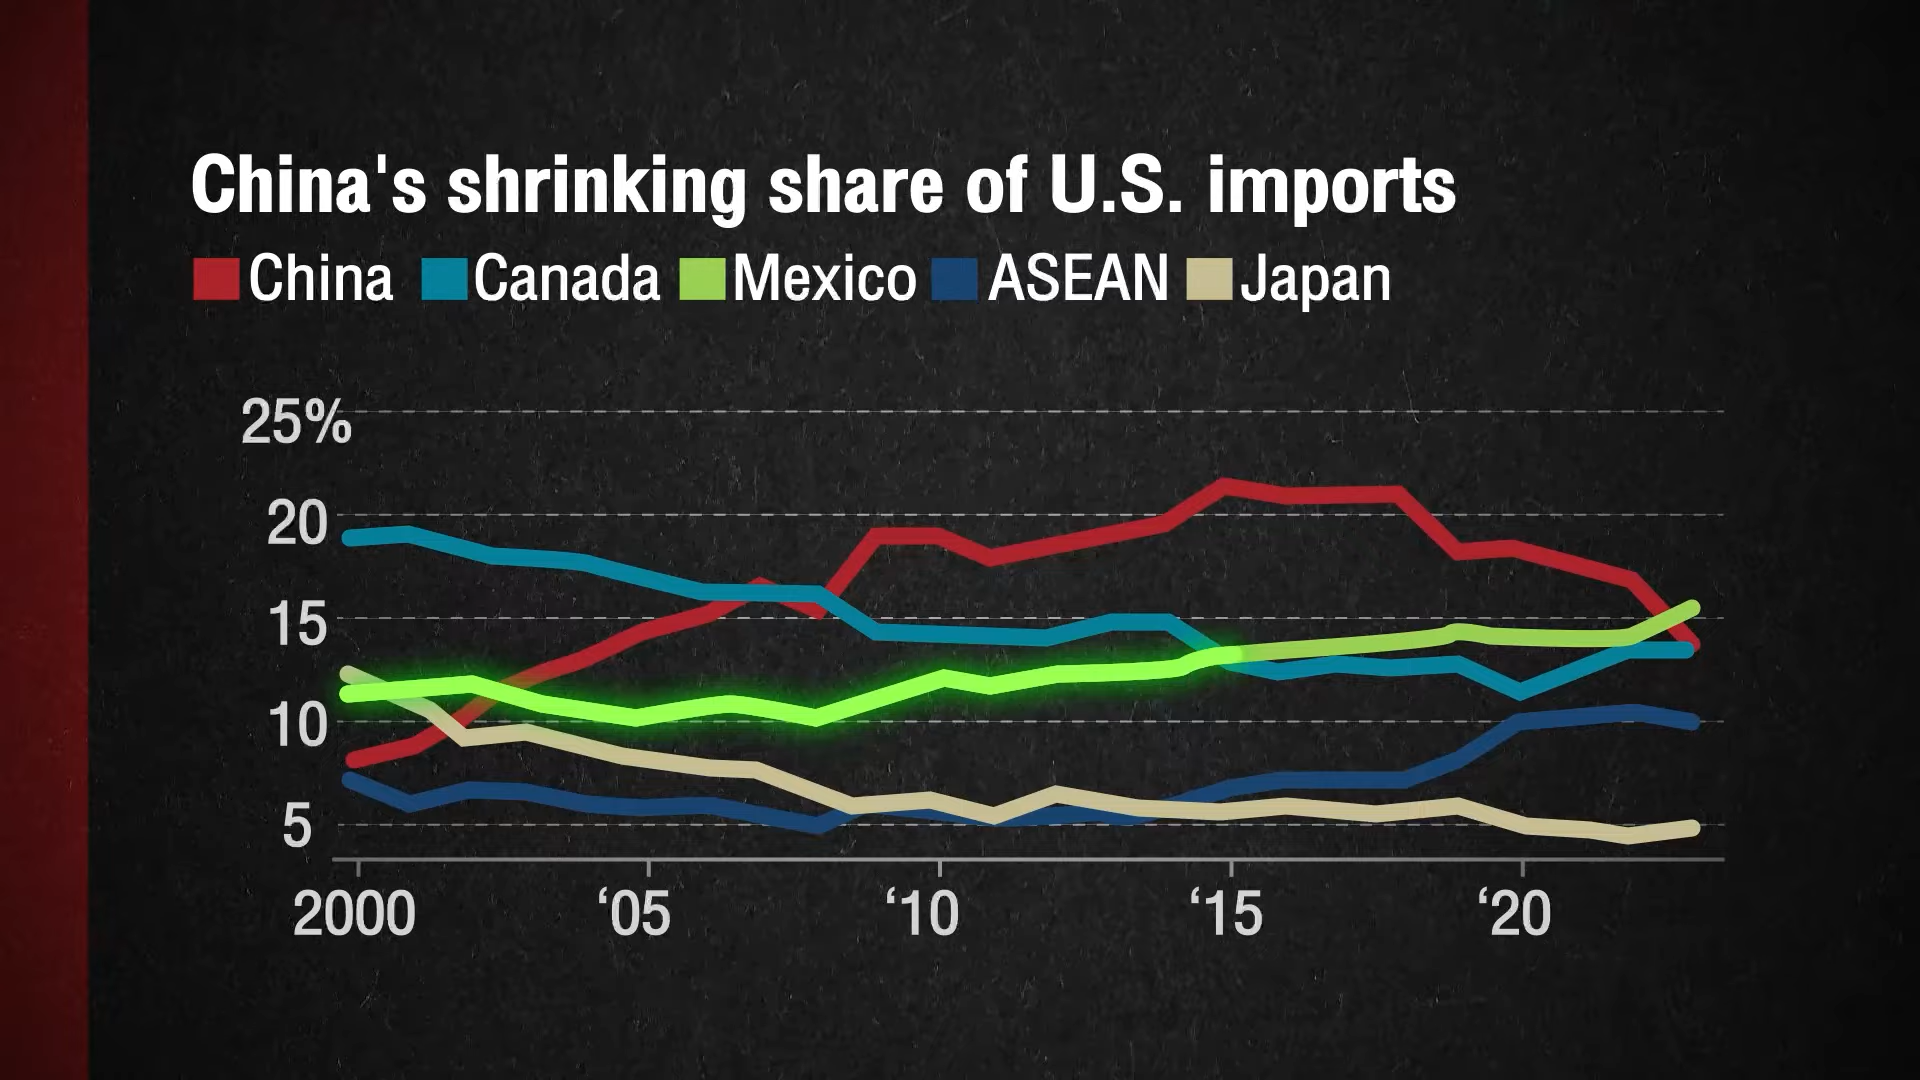 China's shrinking share of U.S. imports
China Canada Mexico ASEAN Japan
25%
20
15
10
5
2000 ‘05 ‘10 ‘15 ‘20